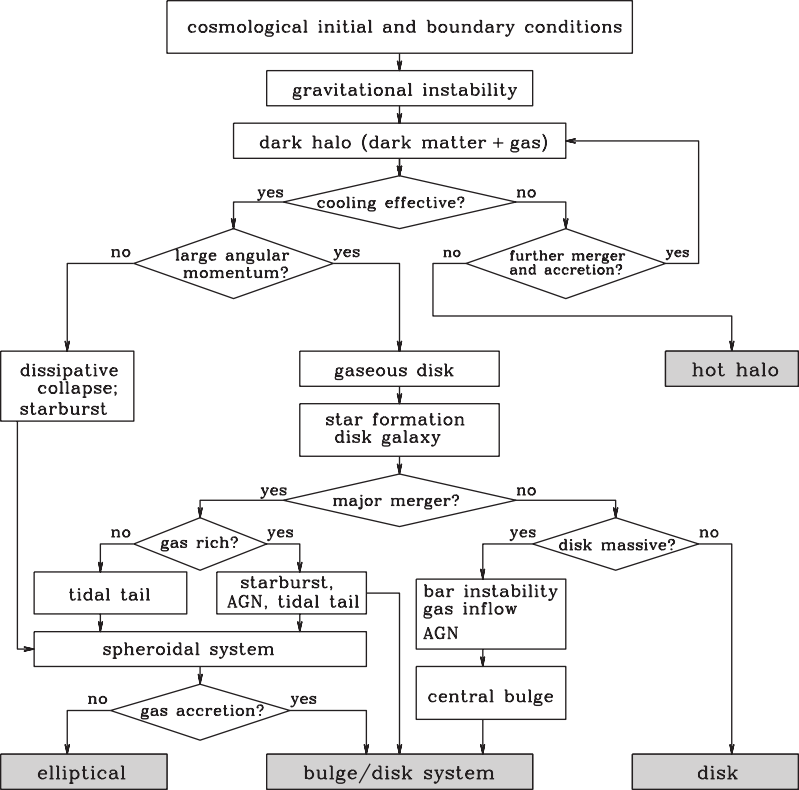 cosmological initial and boundary conditions
gravitational instability
dark halo (dark matter + gas)
yes
cooling effective?
no
no
large angular
momentum?
yes
no
further merger
and accretion?
yes
dissipative
collapse;
starburst
gaseous disk
hot halo
star formation
disk galaxy
yes
major merger?
no
no
gas rich?
yes
yes
disk massive?
no
tidal tail
starburst,
AGN, tidal tail
bar instability
gas inflow
AGN
spheroidal system
central bulge
no
gas accretion?
yes
elliptical
bulge/disk system
disk